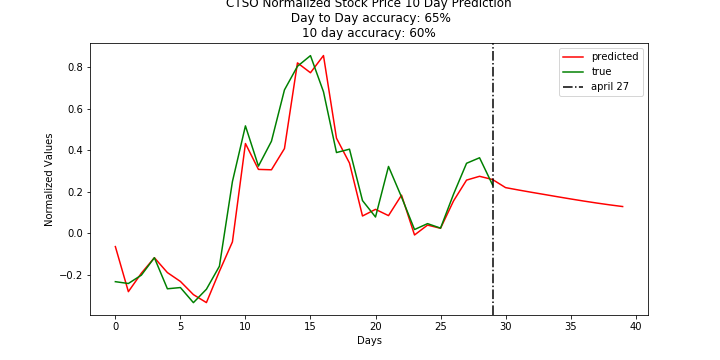 CTSO Normalized Stock Price 10 Day Prediction
Day to Day accuracy: 65%
10 day accuracy: 60%
predicted
true
april 27
Normalized Values
0.8
0.6
0.4
0.2
0.0
−0.2
0
5
10
15
20
25
30
35
40
Days